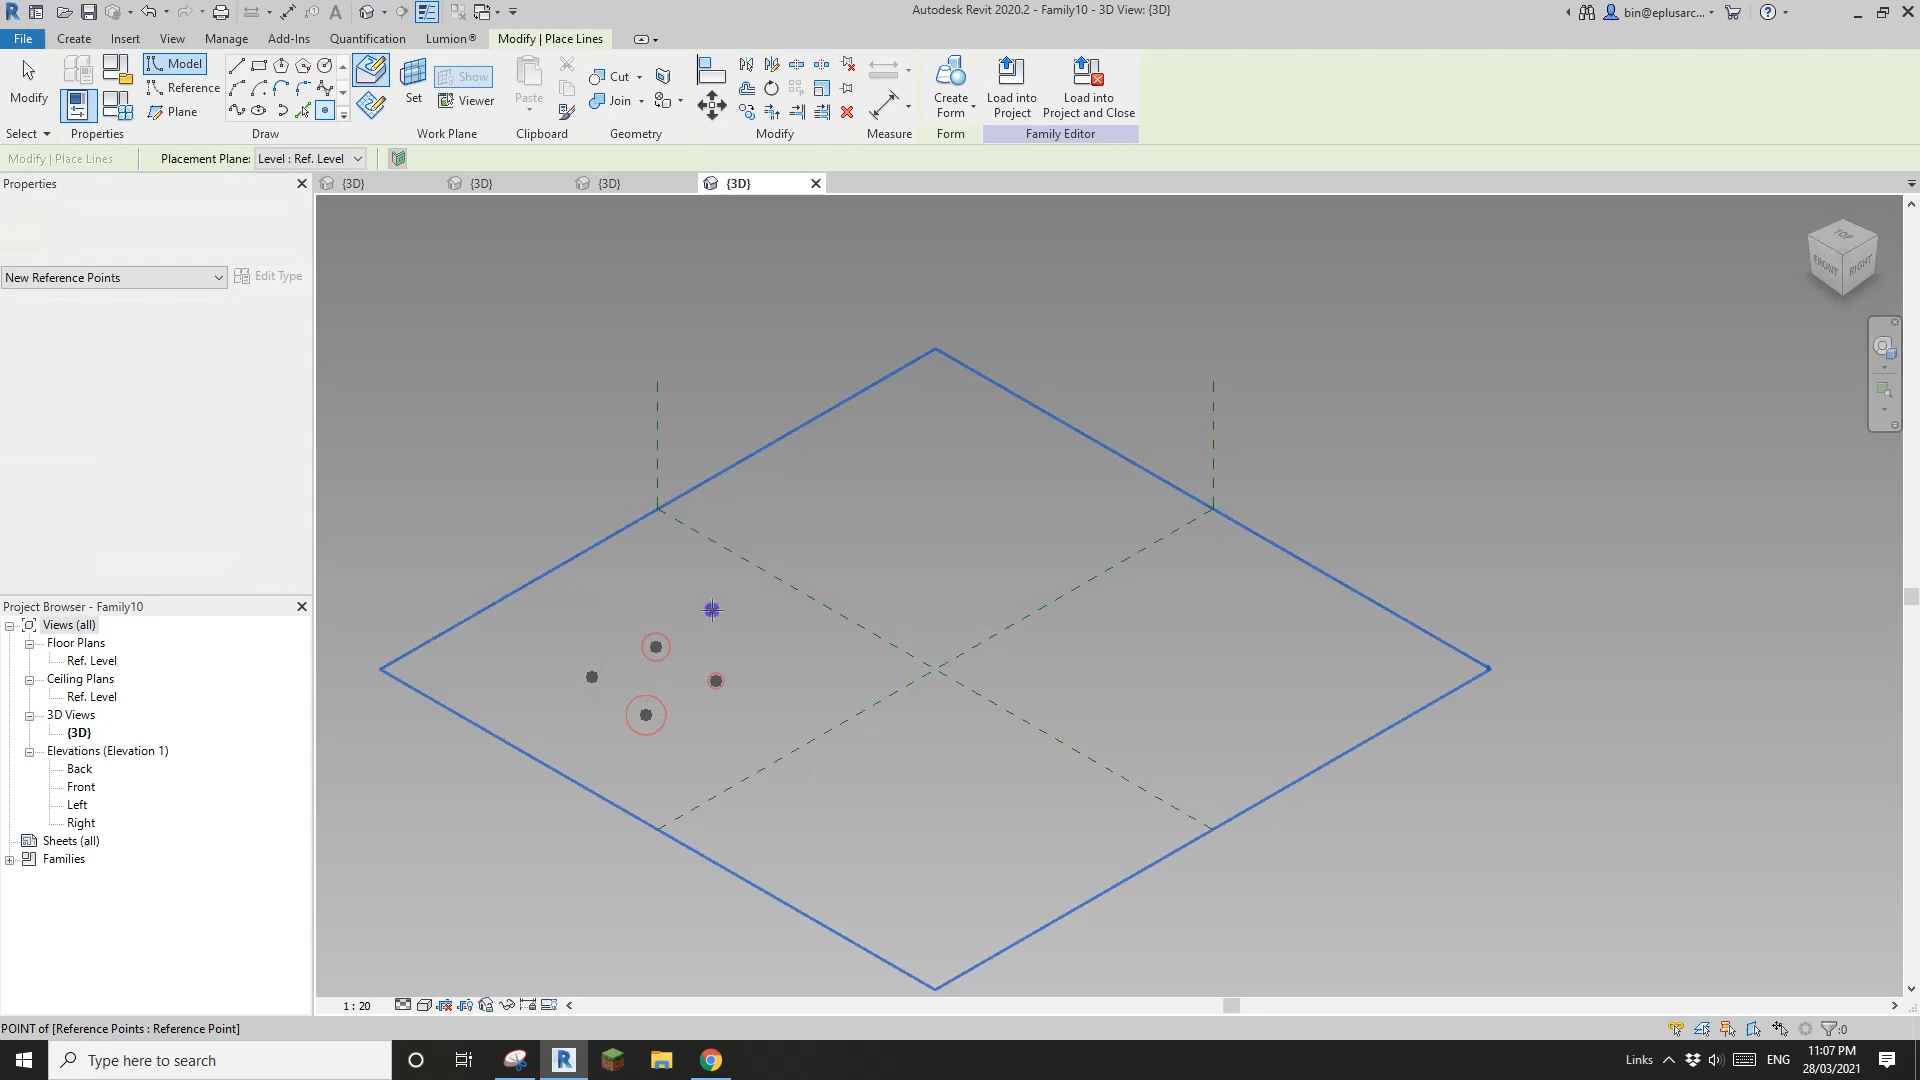 Autodesk Revit 2020.2 - Family10 - 3D View: {3D}
bin@eplusarc...
File Create Insert View Manage Add-Ins Quantification Lumion® Modify | Place Lines
Modify Model Reference Plane Set Show Viewer Paste Cut Join Create Form Load into Project Load into Project and Close
Select Properties Draw Work Plane Clipboard Geometry Modify Measure Form Family Editor
Modify | Place Lines Placement Plane: Level : Ref. Level
Properties
{3D} {3D} {3D} {3D}
New Reference Points Edit Type
TOP
FRONT RIGHT
Project Browser - Family10
Views (all)
Floor Plans
Ref. Level
Ceiling Plans
Ref. Level
3D Views
{3D}
Elevations (Elevation 1)
Back
Front
Left
Right
Sheets (all)
Families
1 : 20
POINT of [Reference Points : Reference Point]
:0
Type here to search
Links ENG 11:07 PM
28/03/2021